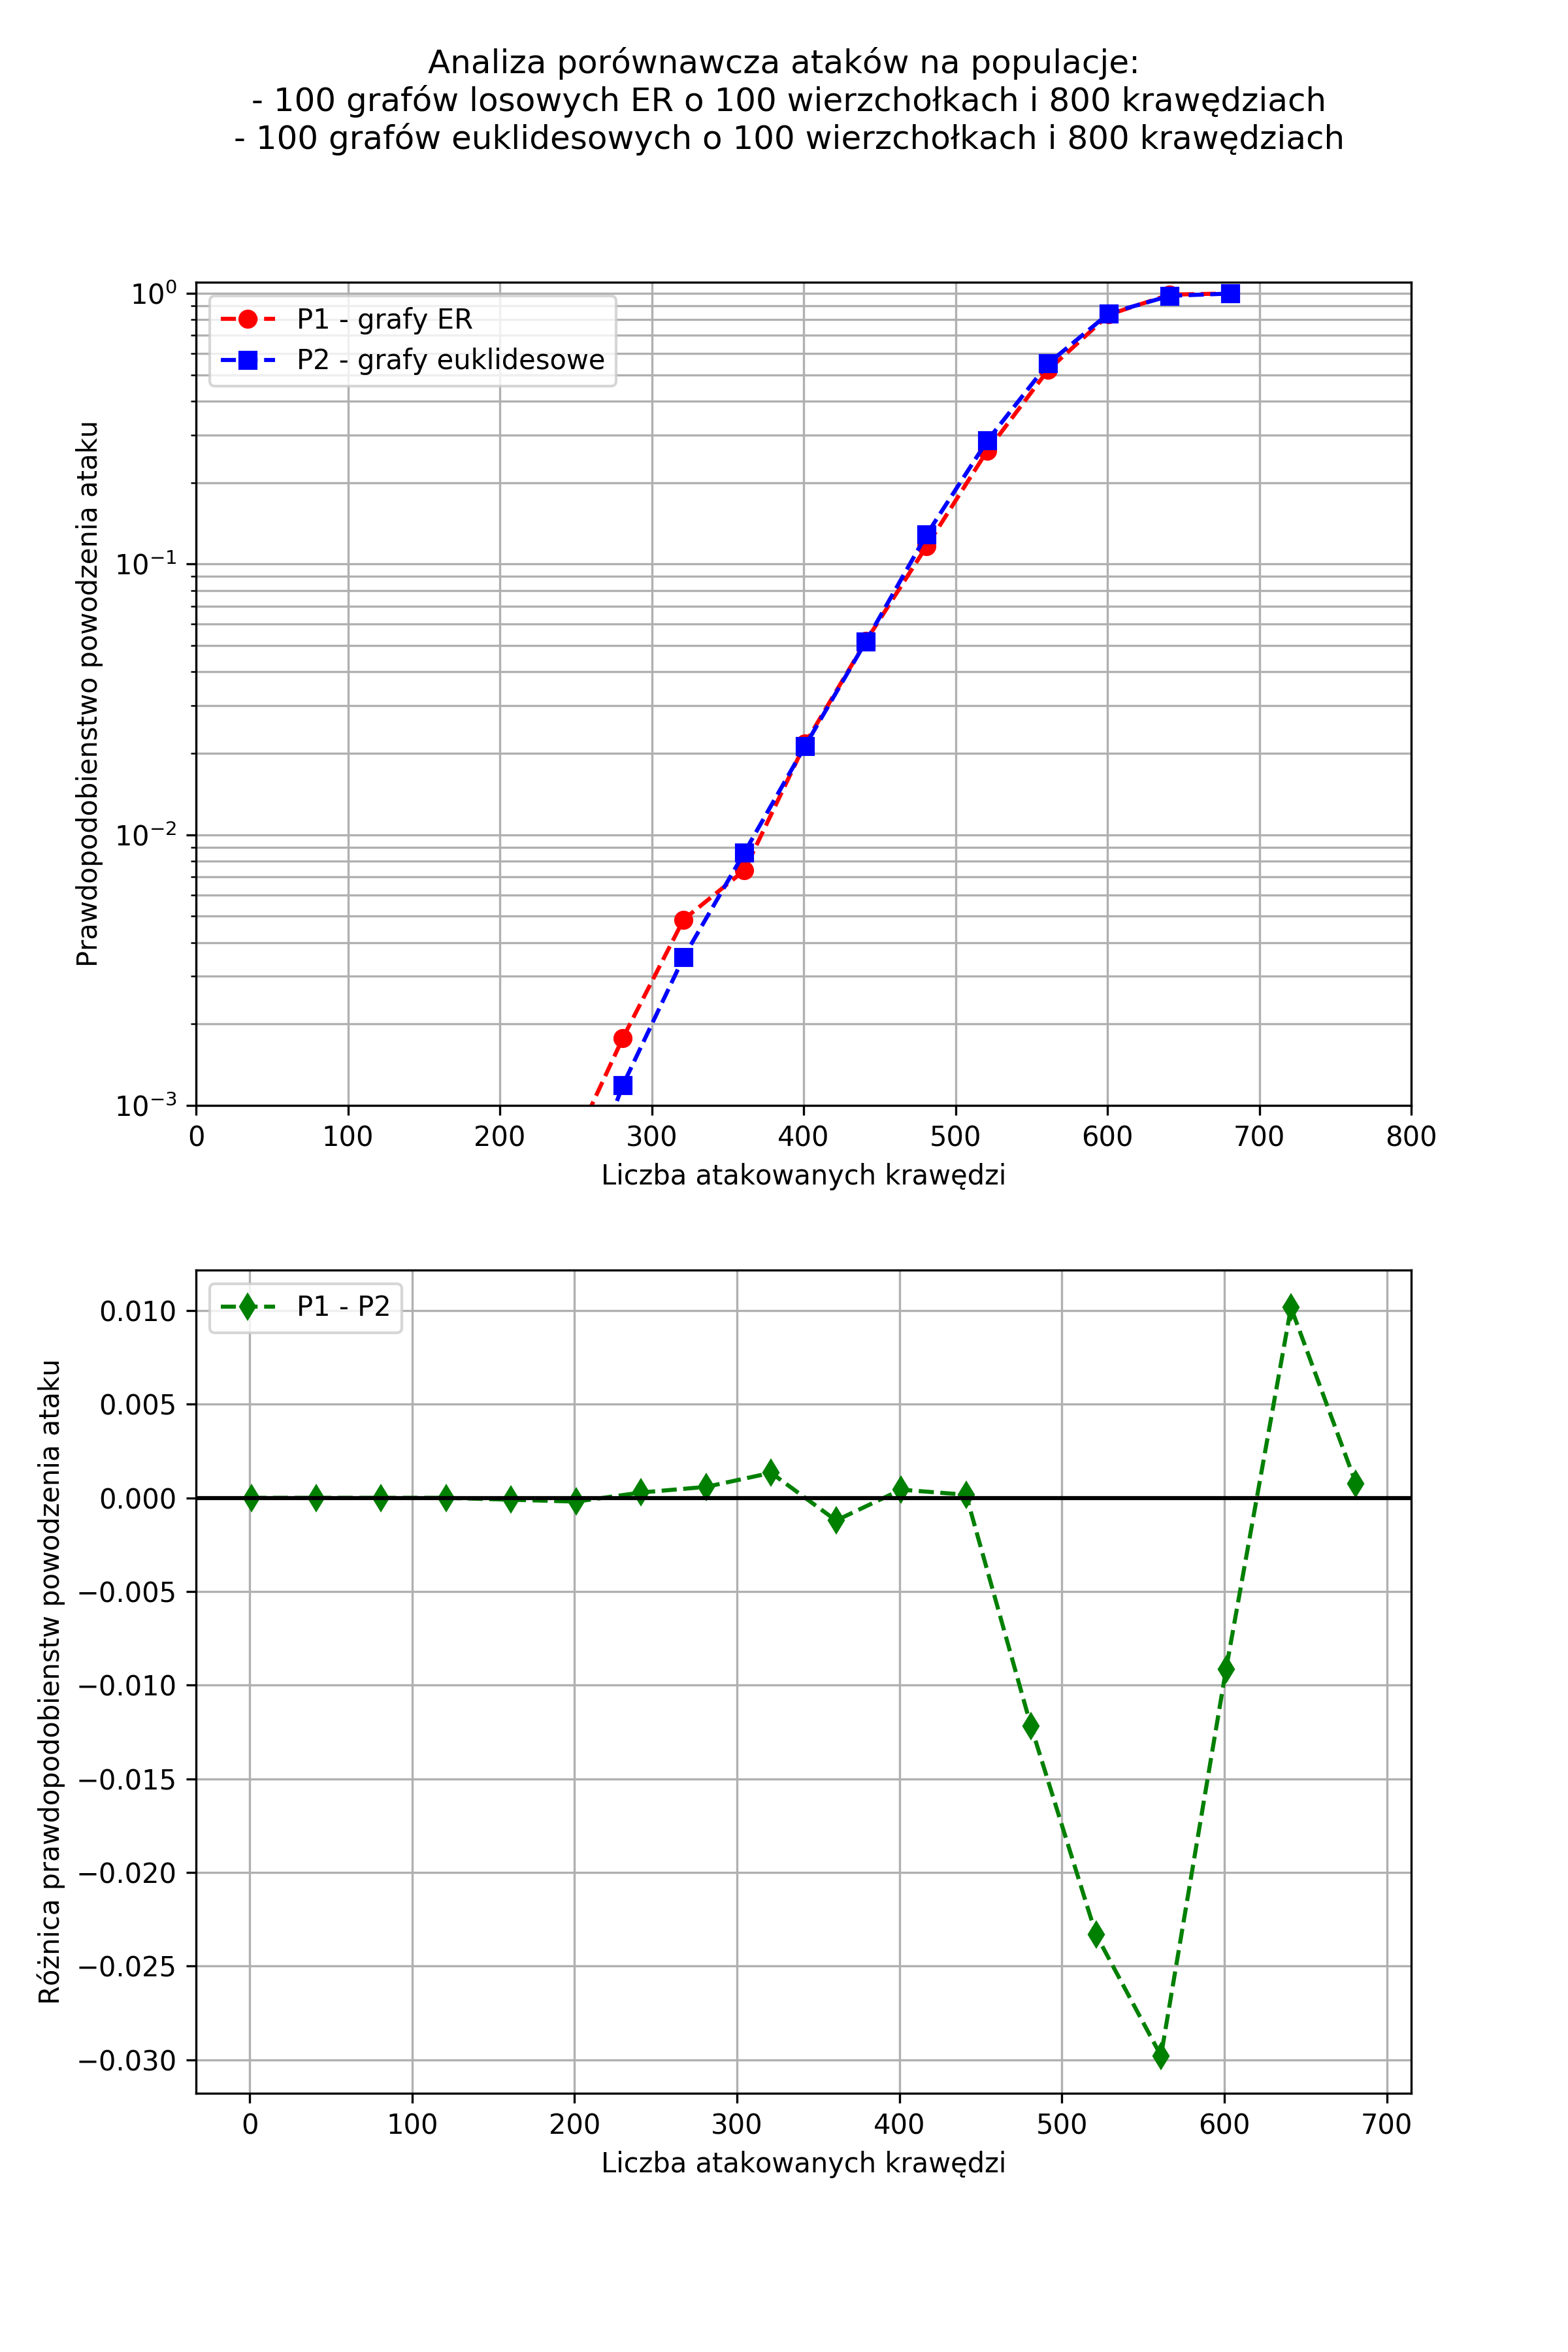 Analiza porównawcza ataków na populacje:
- 100 grafów losowych ER o 100 wierzchołkach i 800 krawędziach
- 100 grafów euklidesowych o 100 wierzchołkach i 800 krawędziach
P1 - grafy ER
P2 - grafy euklidesowe
Prawdopodobienstwo powodzenia ataku
10⁰
10⁻¹
10⁻²
10⁻³
0 100 200 300 400 500 600 700 800
Liczba atakowanych krawędzi
P1 - P2
Różnica prawdopodobienstw powodzenia ataku
0.010
0.005
0.000
−0.005
−0.010
−0.015
−0.020
−0.025
−0.030
0 100 200 300 400 500 600 700
Liczba atakowanych krawędzi